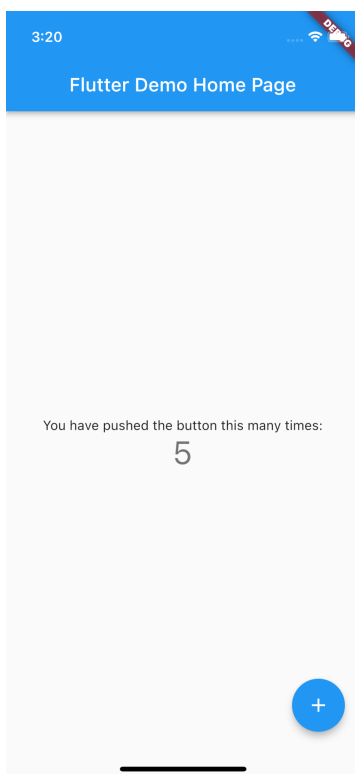 3:20
DEBUG
Flutter Demo Home Page
You have pushed the button this many times:
5
+